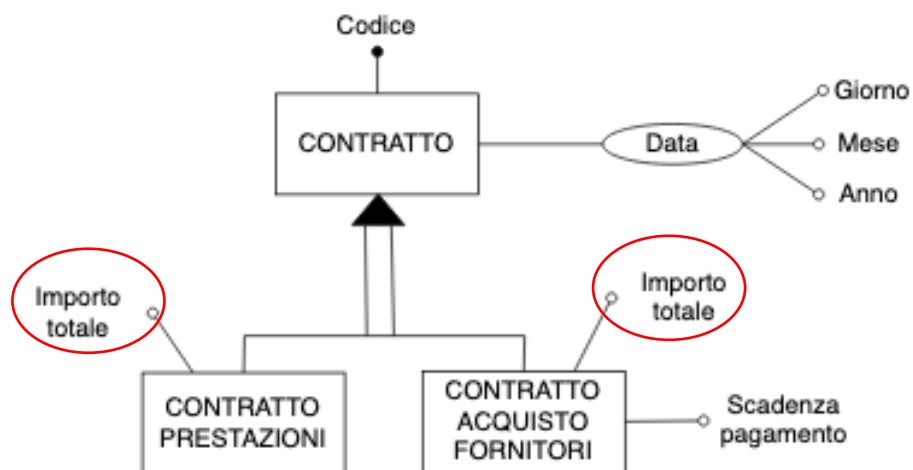 Codice
CONTRATTO
Data
Giorno
Mese
Anno
Importo
totale
Importo
totale
CONTRATTO
PRESTAZIONI
CONTRATTO
ACQUISTO
FORNITORI
Scadenza
pagamento